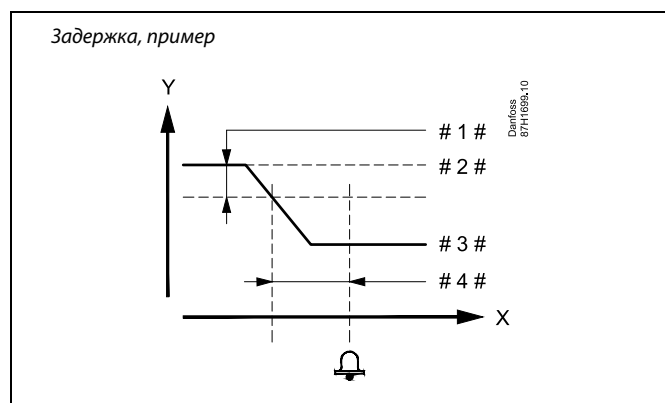 Задержка, пример
Y
# 1 #
# 2 #
# 3 #
# 4 #
X
Danfoss
87H1699.10